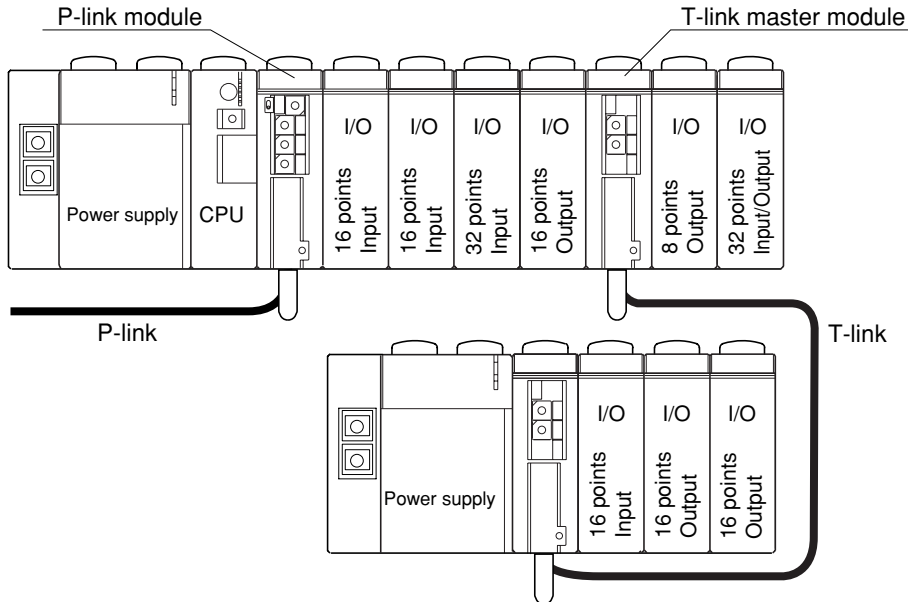 P-link module
T-link master module
Power supply
CPU
I/O
16 points
Input
I/O
16 points
Input
I/O
32 points
Input
I/O
16 points
Output
I/O
8 points
Output
I/O
32 points
Input/Output
P-link
T-link
Power supply
I/O
16 points
Input
I/O
16 points
Output
I/O
16 points
Output